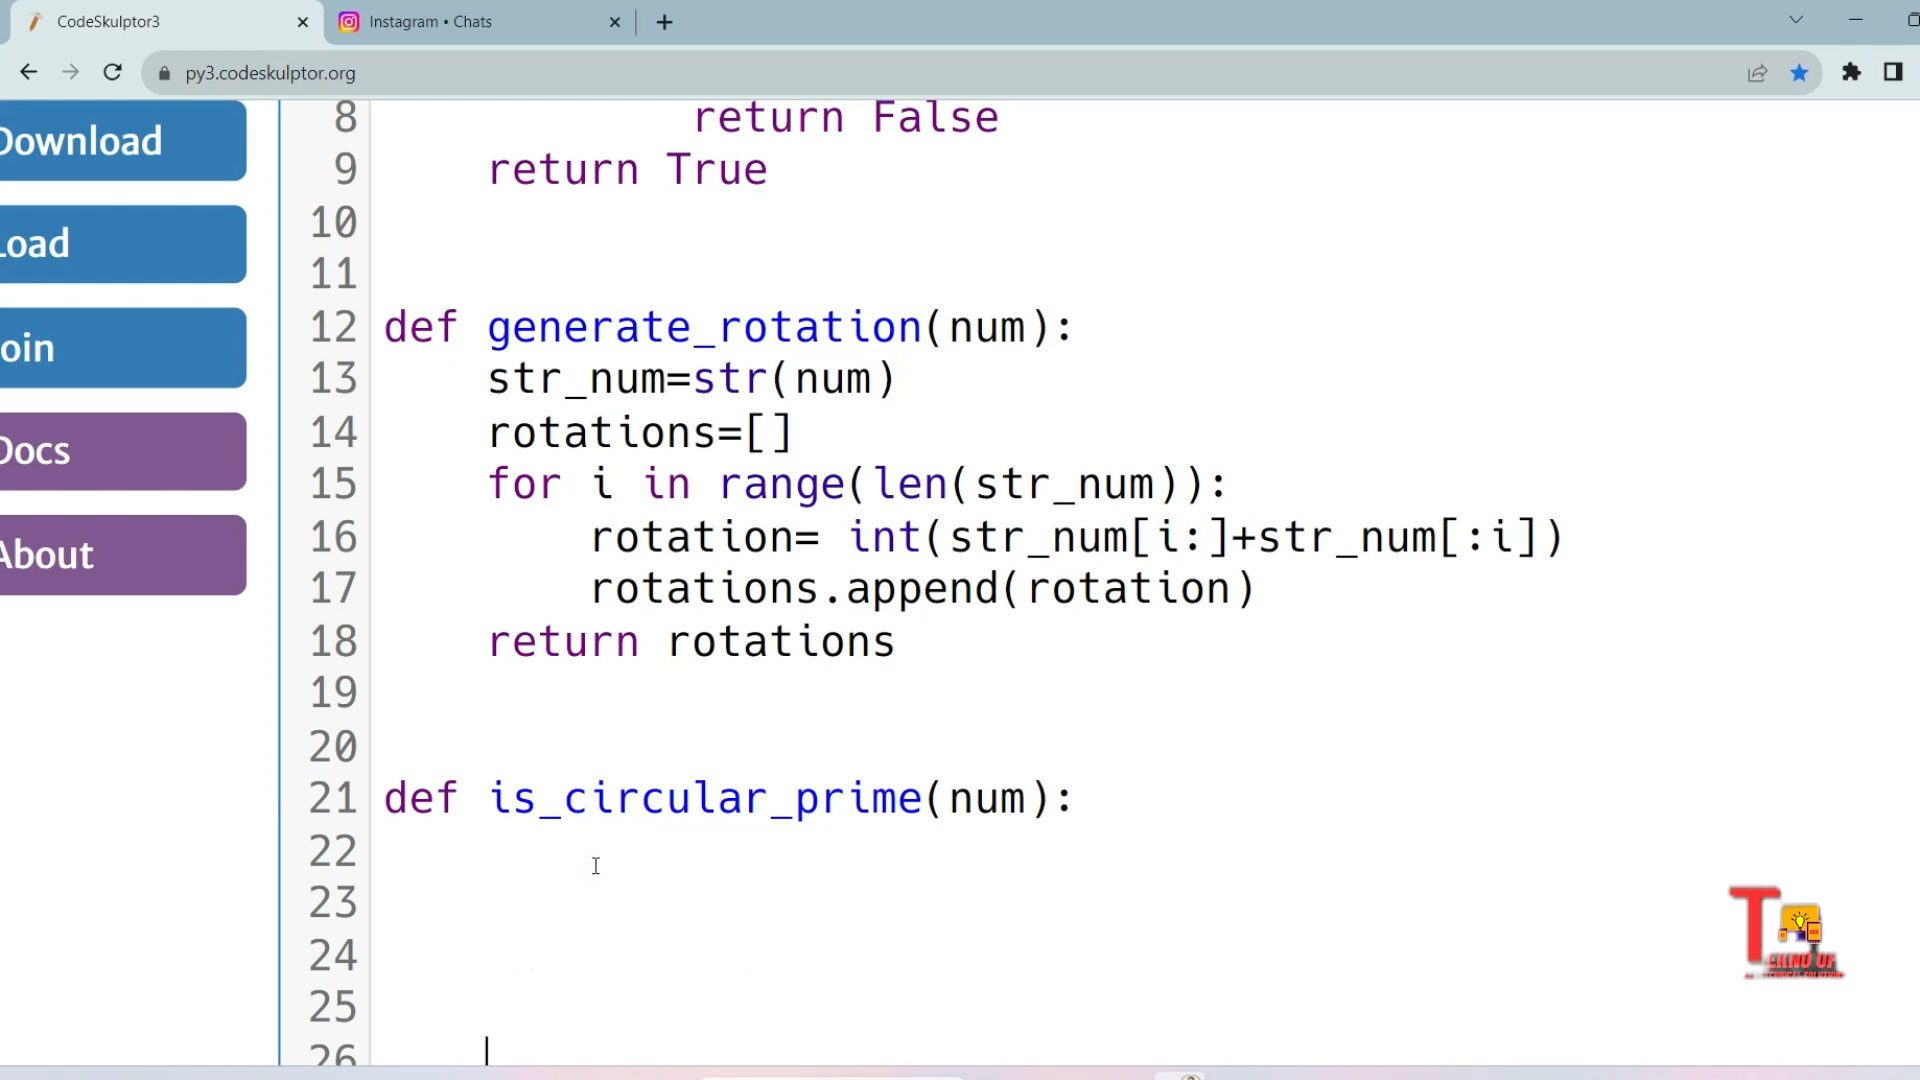 CodeSkulptor3
Instagram • Chats
py3.codeskulptor.org
Download
Load
oin
Docs
About
8 return False
9 return True
10
11
12 def generate_rotation(num):
13 str_num=str(num)
14 rotations=[]
15 for i in range(len(str_num)):
16 rotation= int(str_num[i:]+str_num[:i])
17 rotations.append(rotation)
18 return rotations
19
20
21 def is_circular_prime(num):
22
23
24
25
26
TEKNO UF